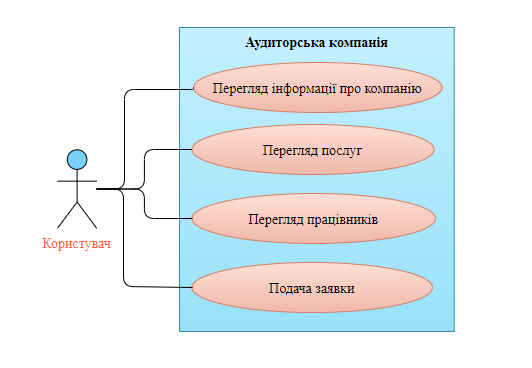 Аудиторська компанія
Перегляд інформації про компанію
Перегляд послуг
Перегляд працівників
Користувач
Подача заявки